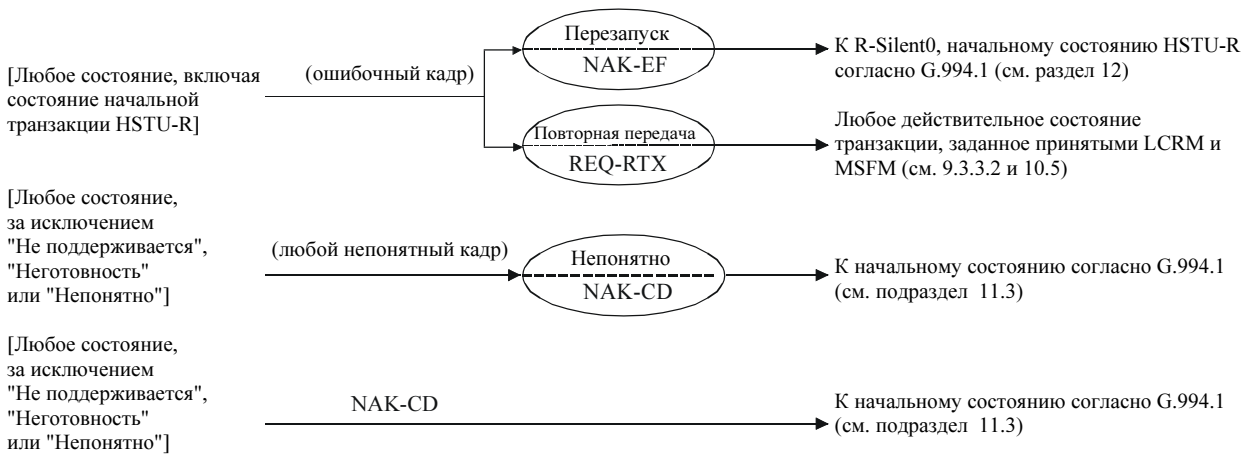 [Любое состояние, включая
состояние начальной
транзакции HSTU-R]
(ошибочный кадр)
Перезапуск
NAK-EF
К R-Silent0, начальному состоянию HSTU-R
согласно G.994.1 (см. раздел 12)
Повторная передача
REQ-RTX
Любое действительное состояние
транзакции, заданное принятыми LCRM и
MSFM (см. 9.3.3.2 и 10.5)
[Любое состояние,
за исключением
"Не поддерживается",
"Неготовность"
или "Непонятно"]
(любой непонятный кадр)
Непонятно
NAK-CD
К начальному состоянию согласно G.994.1
(см. подраздел 11.3)
[Любое состояние,
за исключением
"Не поддерживается",
"Неготовность"
или "Непонятно"]
NAK-CD
К начальному состоянию согласно G.994.1
(см. подраздел 11.3)